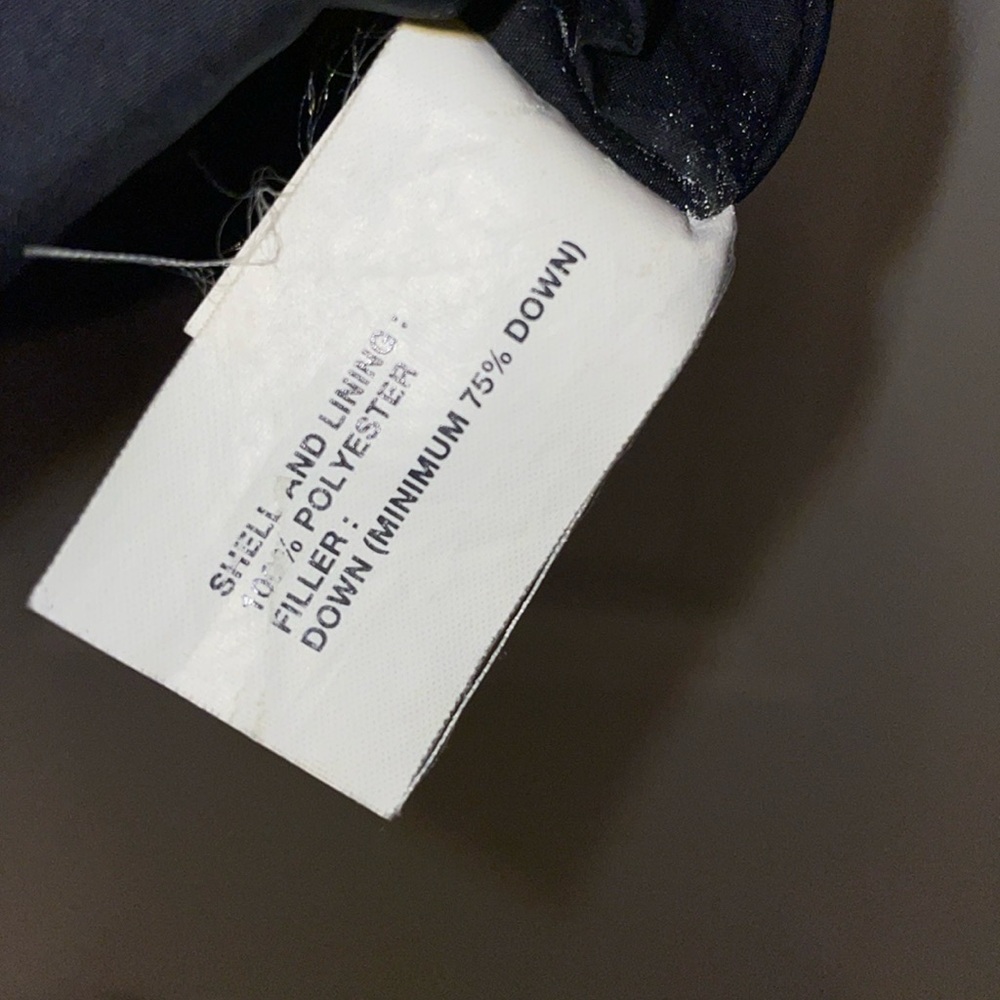 SHELL AND LINING :
100% POLYESTER
FILLER :
DOWN (MINIMUM 75% DOWN)